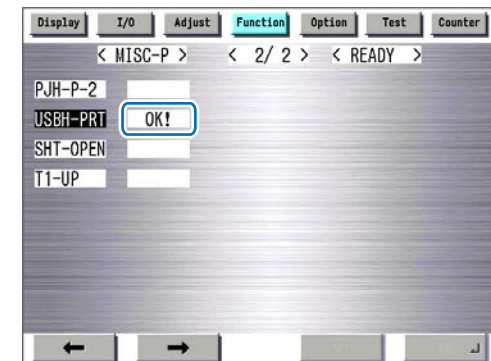 Display I/O Adjust Function Option Test Counter
< MISC-P > < 2/ 2 > < READY >
PJH-P-2
USBH-PRT OK!
SHT-OPEN
T1-UP